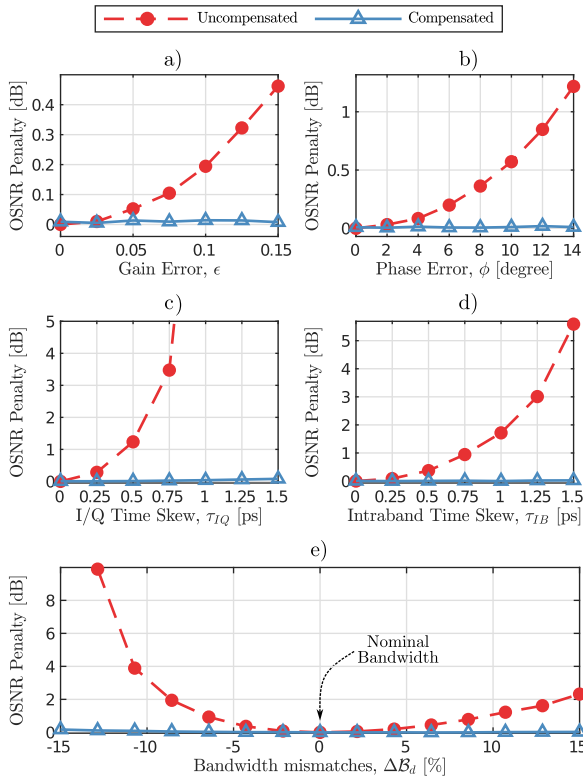 Uncompensated Compensated
a) b)
OSNR Penalty [dB]
0 0.1 0.2 0.3 0.4
0 0.05 0.1 0.15
Gain Error, ϵ
OSNR Penalty [dB]
0 0.5 1
0 2 4 6 8 10 12 14
Phase Error, ϕ [degree]
c) d)
OSNR Penalty [dB]
0 1 2 3 4 5
0 0.25 0.5 0.75 1 1.25 1.5
I/Q Time Skew, τ_IQ [ps]
OSNR Penalty [dB]
0 1 2 3 4 5
0 0.25 0.5 0.75 1 1.25 1.5
Intraband Time Skew, τ_IB [ps]
e)
OSNR Penalty [dB]
0 2 4 6 8
Nominal
Bandwidth
-15 -10 -5 0 5 10 15
Bandwidth mismatches, Δℬ_d [%]